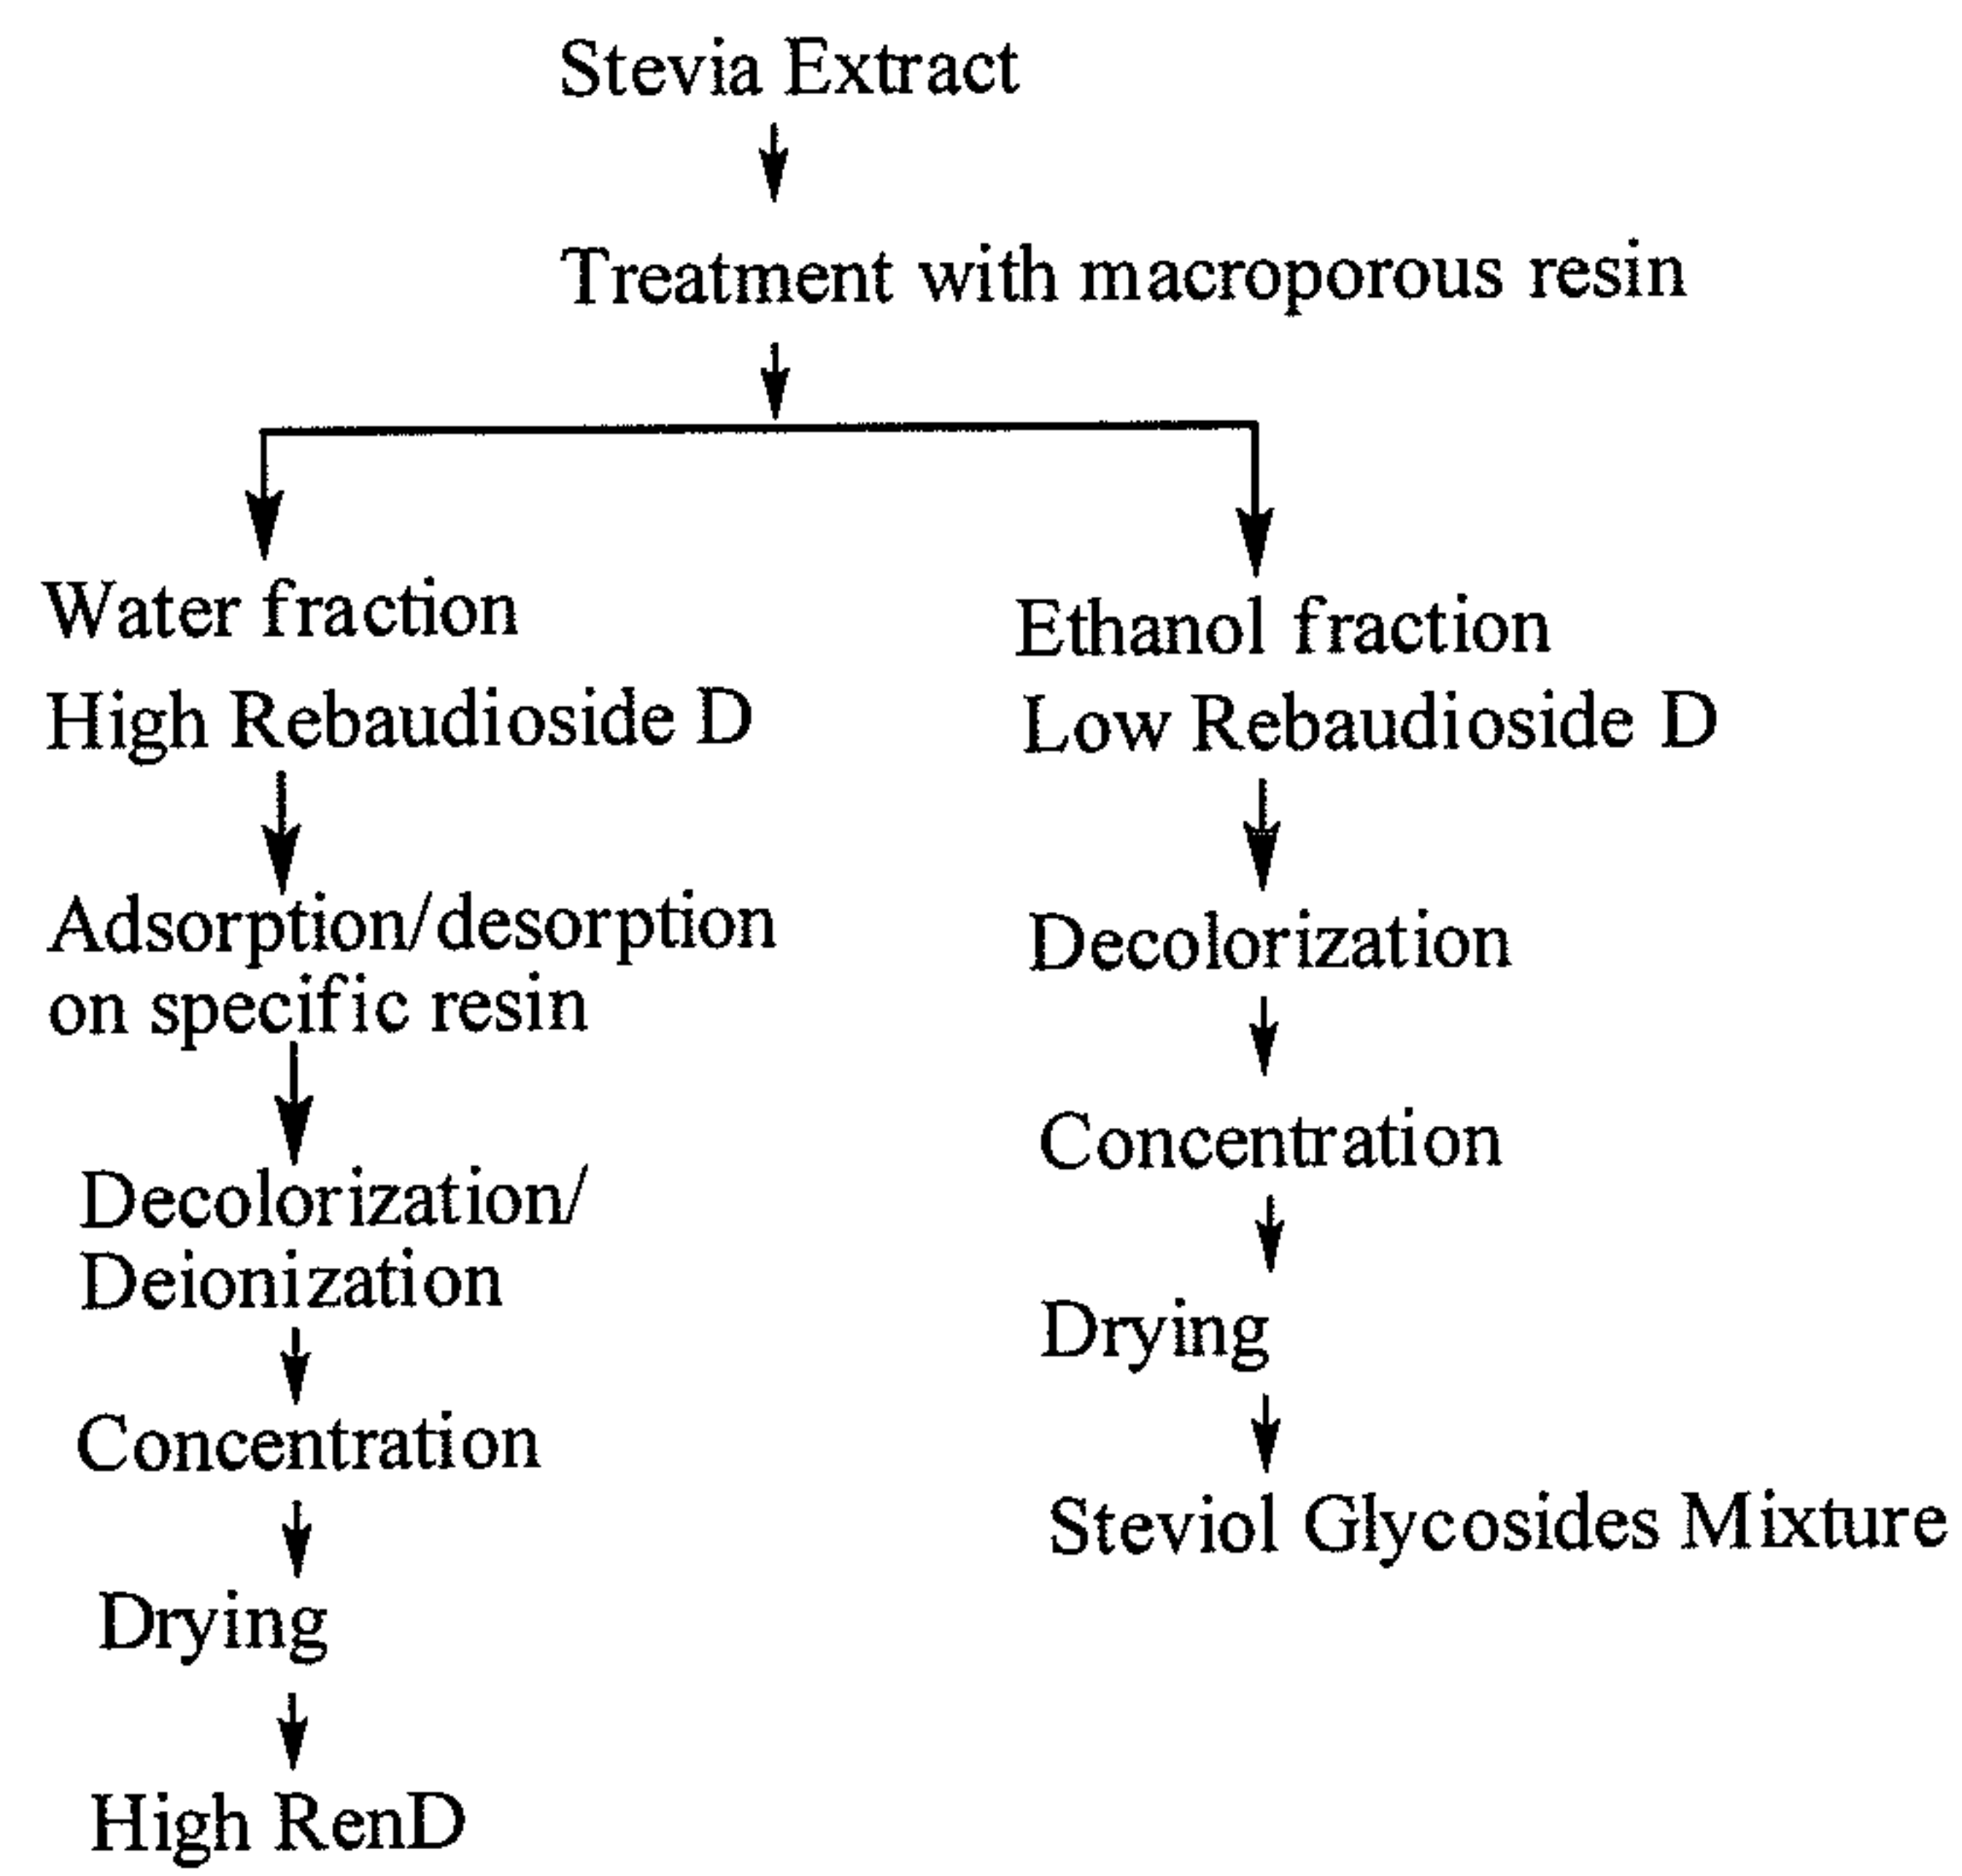 Stevia Extract
Treatment with macroporous resin
Water fraction
High Rebaudioside D
Adsorption/desorption
on specific resin
Decolorization/
Deionization
Concentration
Drying
High RenD
Ethanol fraction
Low Rebaudioside D
Decolorization
Concentration
Drying
Steviol Glycosides Mixture